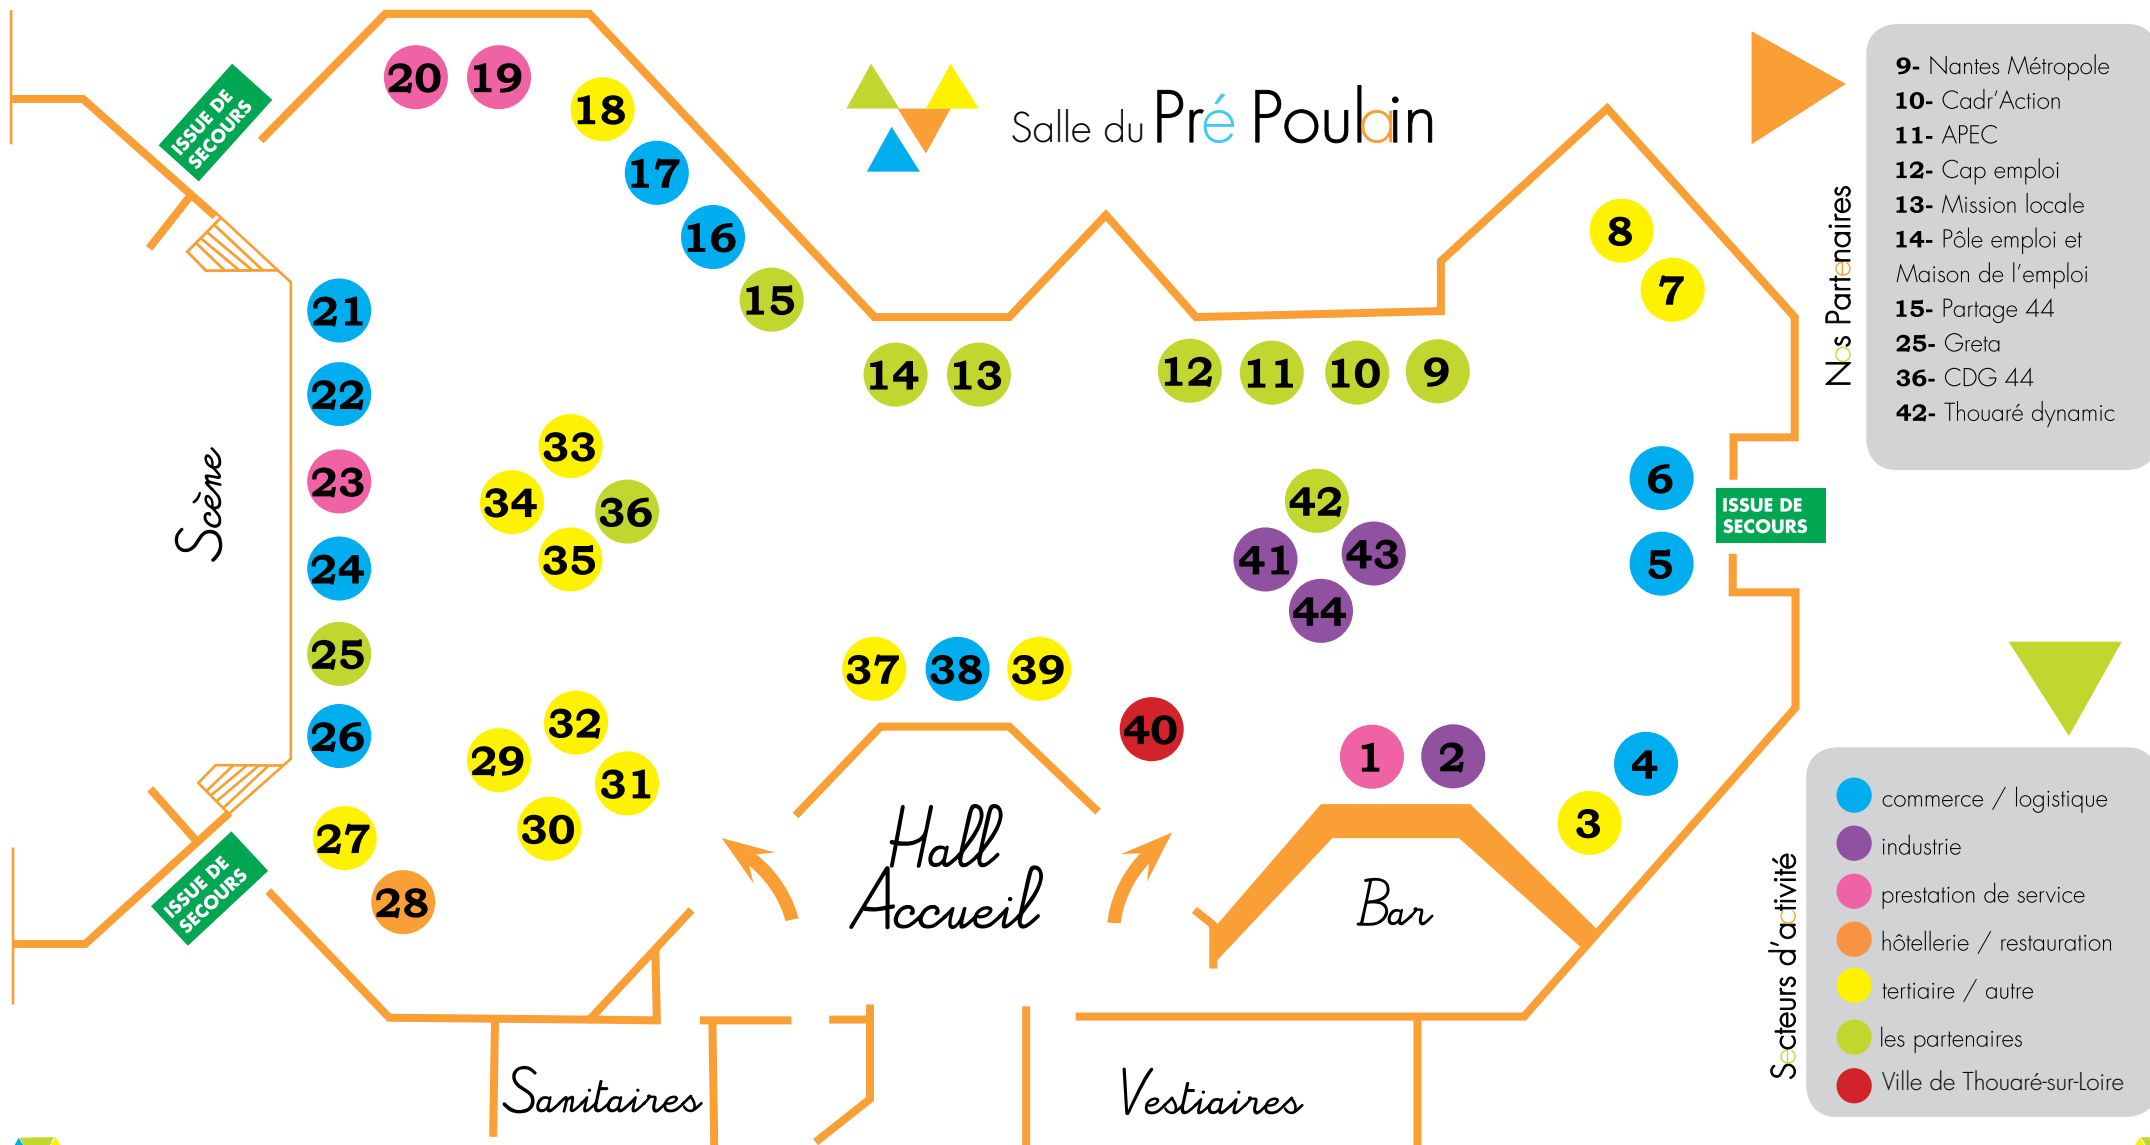 Salle du Pré Poulain
ISSUE DE
SECOURS
20
19
18
17
16
15
14
13
12
11
10
9
8
7
6
5
ISSUE DE
SECOURS
4
3
2
1
21
22
23
24
25
26
27
28
Scène
ISSUE DE
SECOURS
33
34
36
35
32
29
31
30
37
38
39
40
42
41
43
44
Hall
Accueil
Bar
Sanitaires
Vestiaires
Nos Partenaires
9- Nantes Métropole
10- Cadr'Action
11- APEC
12- Cap emploi
13- Mission locale
14- Pôle emploi et
Maison de l'emploi
15- Partage 44
25- Greta
36- CDG 44
42- Thouaré dynamic
Secteurs d'activité
commerce / logistique
industrie
prestation de service
hôtellerie / restauration
tertiaire / autre
les partenaires
Ville de Thouaré-sur-Loire